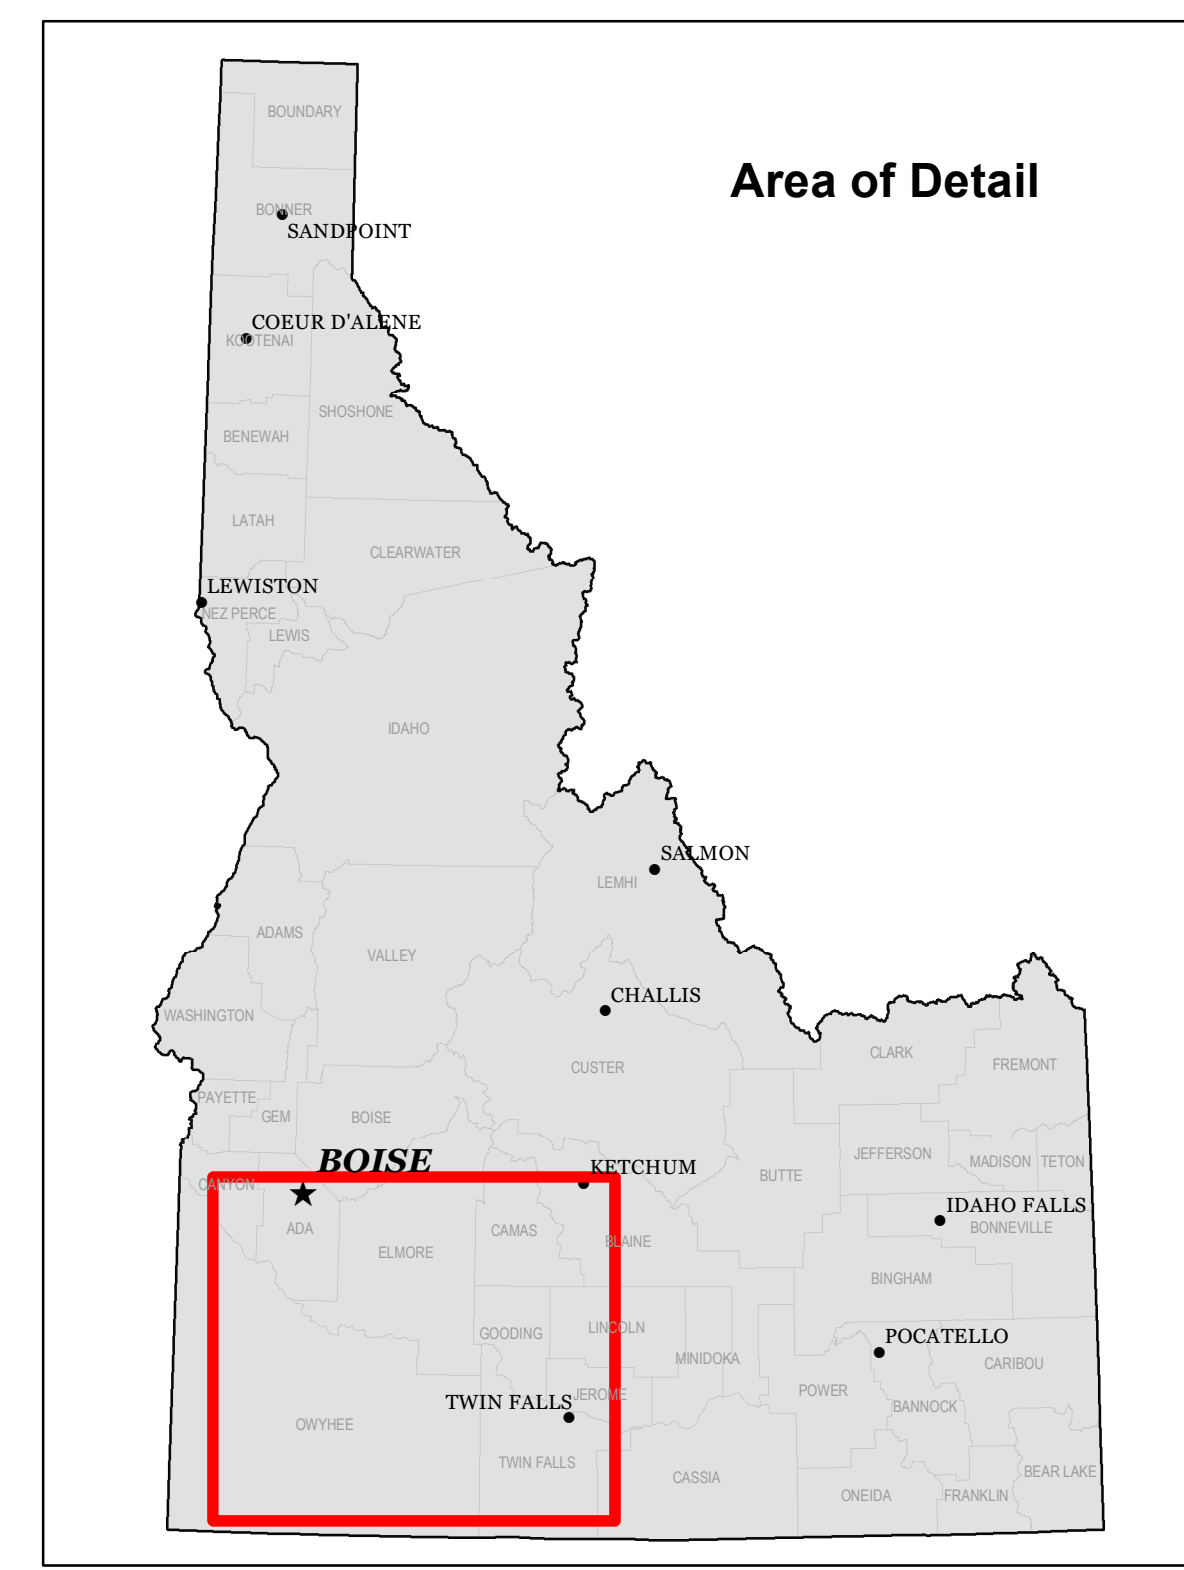 BOUNDARY
Area of Detail
BONNER
SANDPOINT
COEUR D'ALENE
KOOTENAI
SHOSHONE
BENEWAH
LATAH
CLEARWATER
LEWISTON
NEZ PERCE
LEWIS
IDAHO
SALMON
LEMHI
ADAMS
VALLEY
CHALLIS
WASHINGTON
CLARK
CUSTER
FREMONT
PAYETTE
GEM
BOISE
JEFFERSON
MADISON
TETON
BOISE
KETCHUM
BUTTE
CANYON
IDAHO FALLS
ADA
CAMAS
BONNEVILLE
BLAINE
ELMORE
BINGHAM
LINCOLN
GOODING
POCATELLO
MINIDOKA
CARIBOU
POWER
JEROME
TWIN FALLS
BANNOCK
OWYHEE
TWIN FALLS
BEAR LAKE
CASSIA
ONEIDA
FRANKLIN